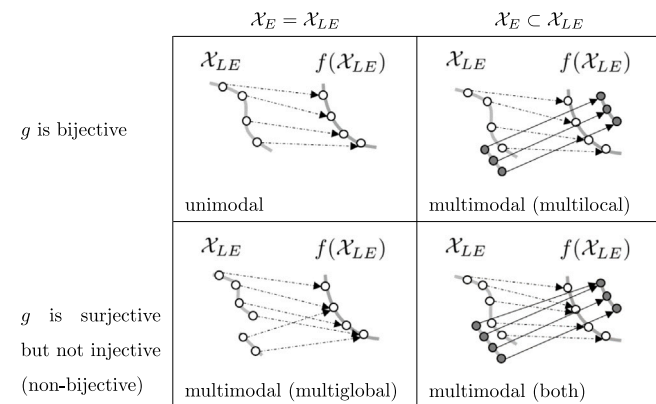 𝒳_E = 𝒳_LE 𝒳_E ⊂ 𝒳_LE
𝒳_LE f(𝒳_LE) 𝒳_LE f(𝒳_LE)
g is bijective
unimodal multimodal (multilocal)
𝒳_LE f(𝒳_LE) 𝒳_LE f(𝒳_LE)
g is surjective
but not injective
(non-bijective)
multimodal (multiglobal) multimodal (both)